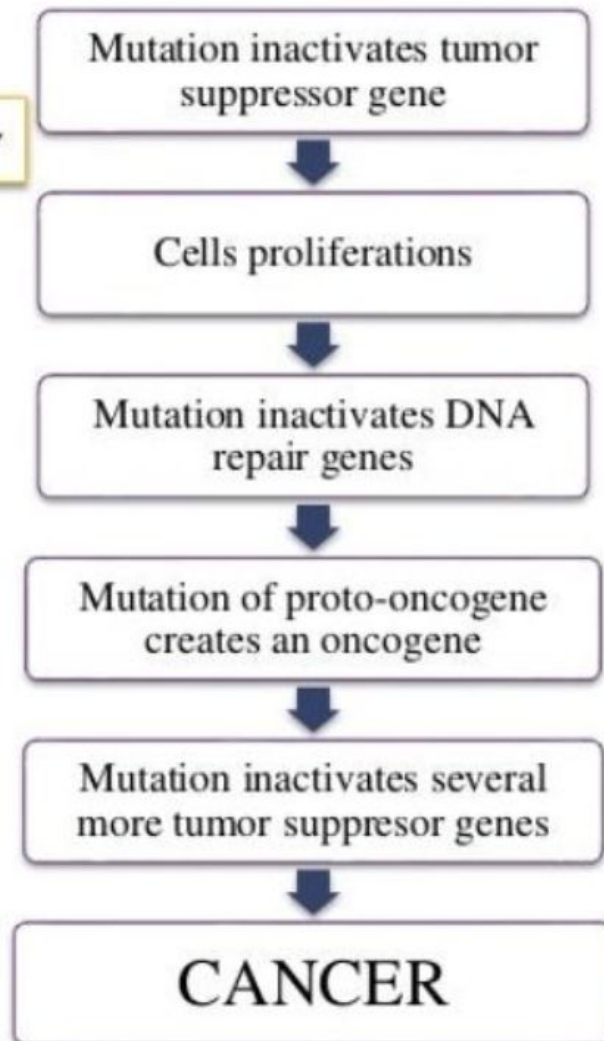 Mutation inactivates tumor
suppressor gene
Cells proliferations
Mutation inactivates DNA
repair genes
Mutation of proto-oncogene
creates an oncogene
Mutation inactivates several
more tumor suppresor genes
CANCER